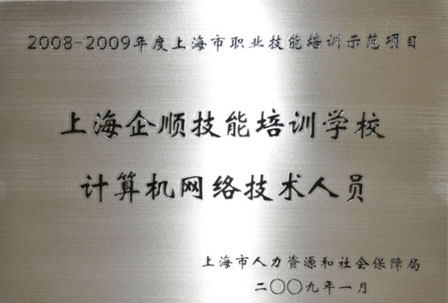 2008-2009年度上海市职业技能培训示范项目
上海企顺技能培训学校
计算机网络技术人员
上海市人力资源和社会保障局
二〇〇九年一月